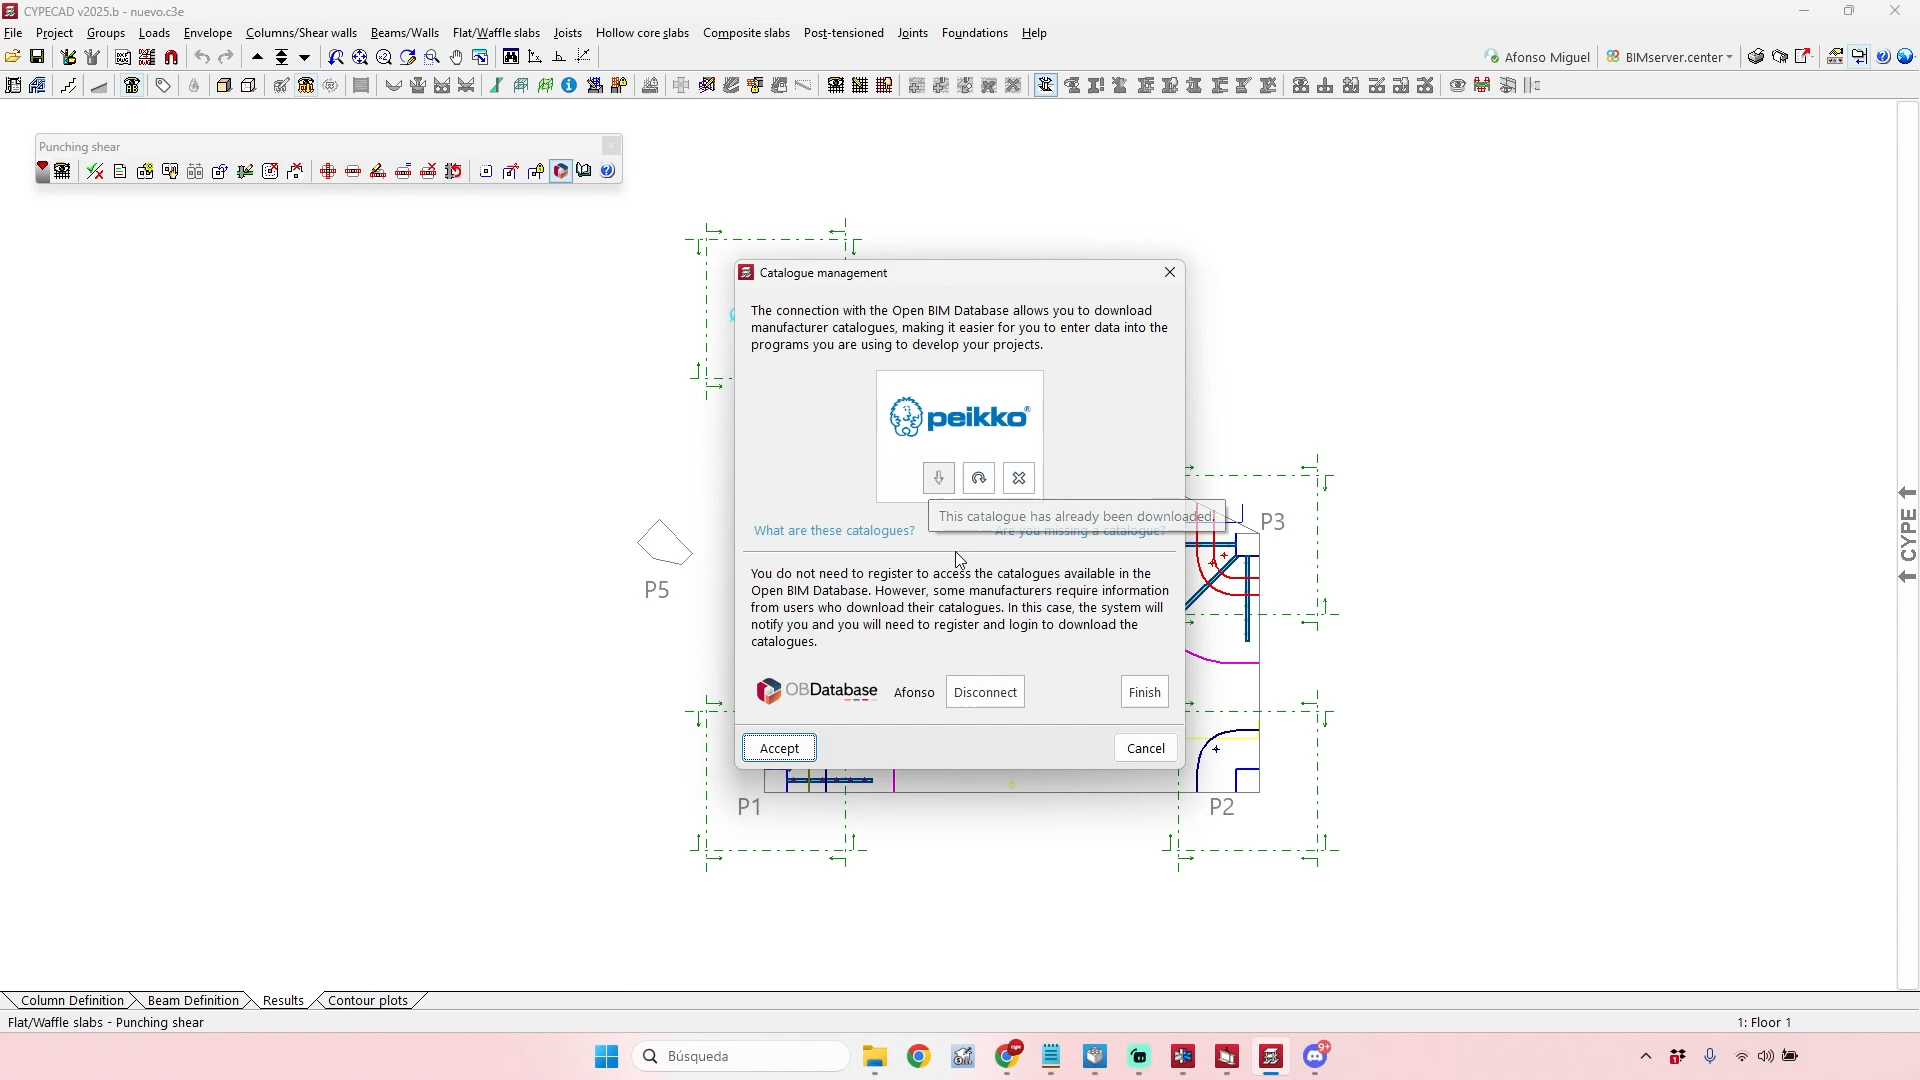 CYPECAD v2025.b - nuevo.c3e
File Project Groups Loads Envelope Columns/Shear walls Beams/Walls Flat/Waffle slabs Joists Hollow core slabs Composite slabs Post-tensioned Joints Foundations Help
Afonso Miguel BIMserver.center
Punching shear
Catalogue management
The connection with the Open BIM Database allows you to download
manufacturer catalogues, making it easier for you to enter data into the
programs you are using to develop your projects.
peikko®
This catalogue has already been downloaded.
What are these catalogues? Are you missing a catalogue?
P3
P5
You do not need to register to access the catalogues available in the
Open BIM Database. However, some manufacturers require information
from users who download their catalogues. In this case, the system will
notify you and you will need to register and login to download the
catalogues.
OBDatabase Afonso Disconnect Finish
Accept Cancel
P1 P2
CYPE
Column Definition Beam Definition Results Contour plots
Flat/Waffle slabs - Punching shear 1: Floor 1
Búsqueda
9+